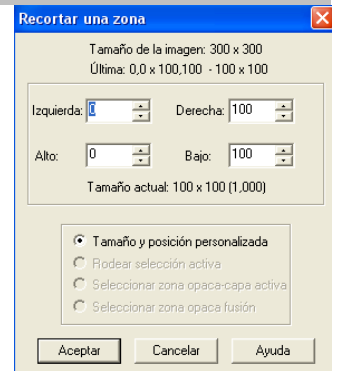 Recortar una zona
Tamaño de la imagen: 300 x 300
Última: 0,0 x 100,100 - 100 x 100
Izquierda: 0 Derecha: 100
Alto: 0 Bajo: 100
Tamaño actual: 100 x 100 (1,000)
Tamaño y posición personalizada
Rodear selección activa
Seleccionar zona opaca-capa activa
Seleccionar zona opaca fusión
Aceptar Cancelar Ayuda